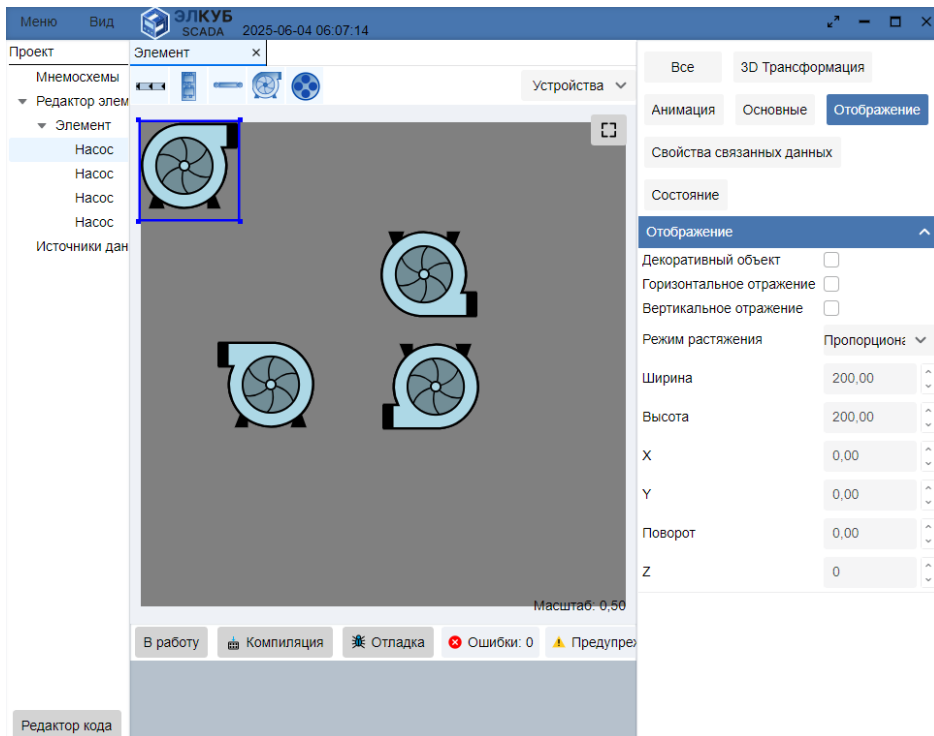 Меню Вид ЭЛКУБ
SCADA 2025-06-04 06:07:14
Проект
Мнемосхемы
Редактор элем
Элемент
Насос
Насос
Насос
Насос
Источники дан
Редактор кода
Элемент ×
Устройства
Масштаб: 0,50
В работу Компиляция Отладка Ошибки: 0 Предупреж
Все 3D Трансформация
Анимация Основные Отображение
Свойства связанных данных
Состояние
Отображение
Декоративный объект
Горизонтальное отражение
Вертикальное отражение
Режим растяжения Пропорциона
Ширина 200,00
Высота 200,00
X 0,00
Y 0,00
Поворот 0,00
Z 0